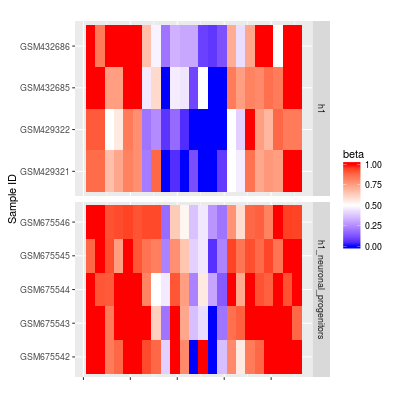 GSM432686
GSM432685
GSM429322
GSM429321
h1
GSM675546
GSM675545
GSM675544
GSM675543
GSM675542
h1_neuronal_progenitors
Sample ID
beta
1.00
0.75
0.50
0.25
0.00